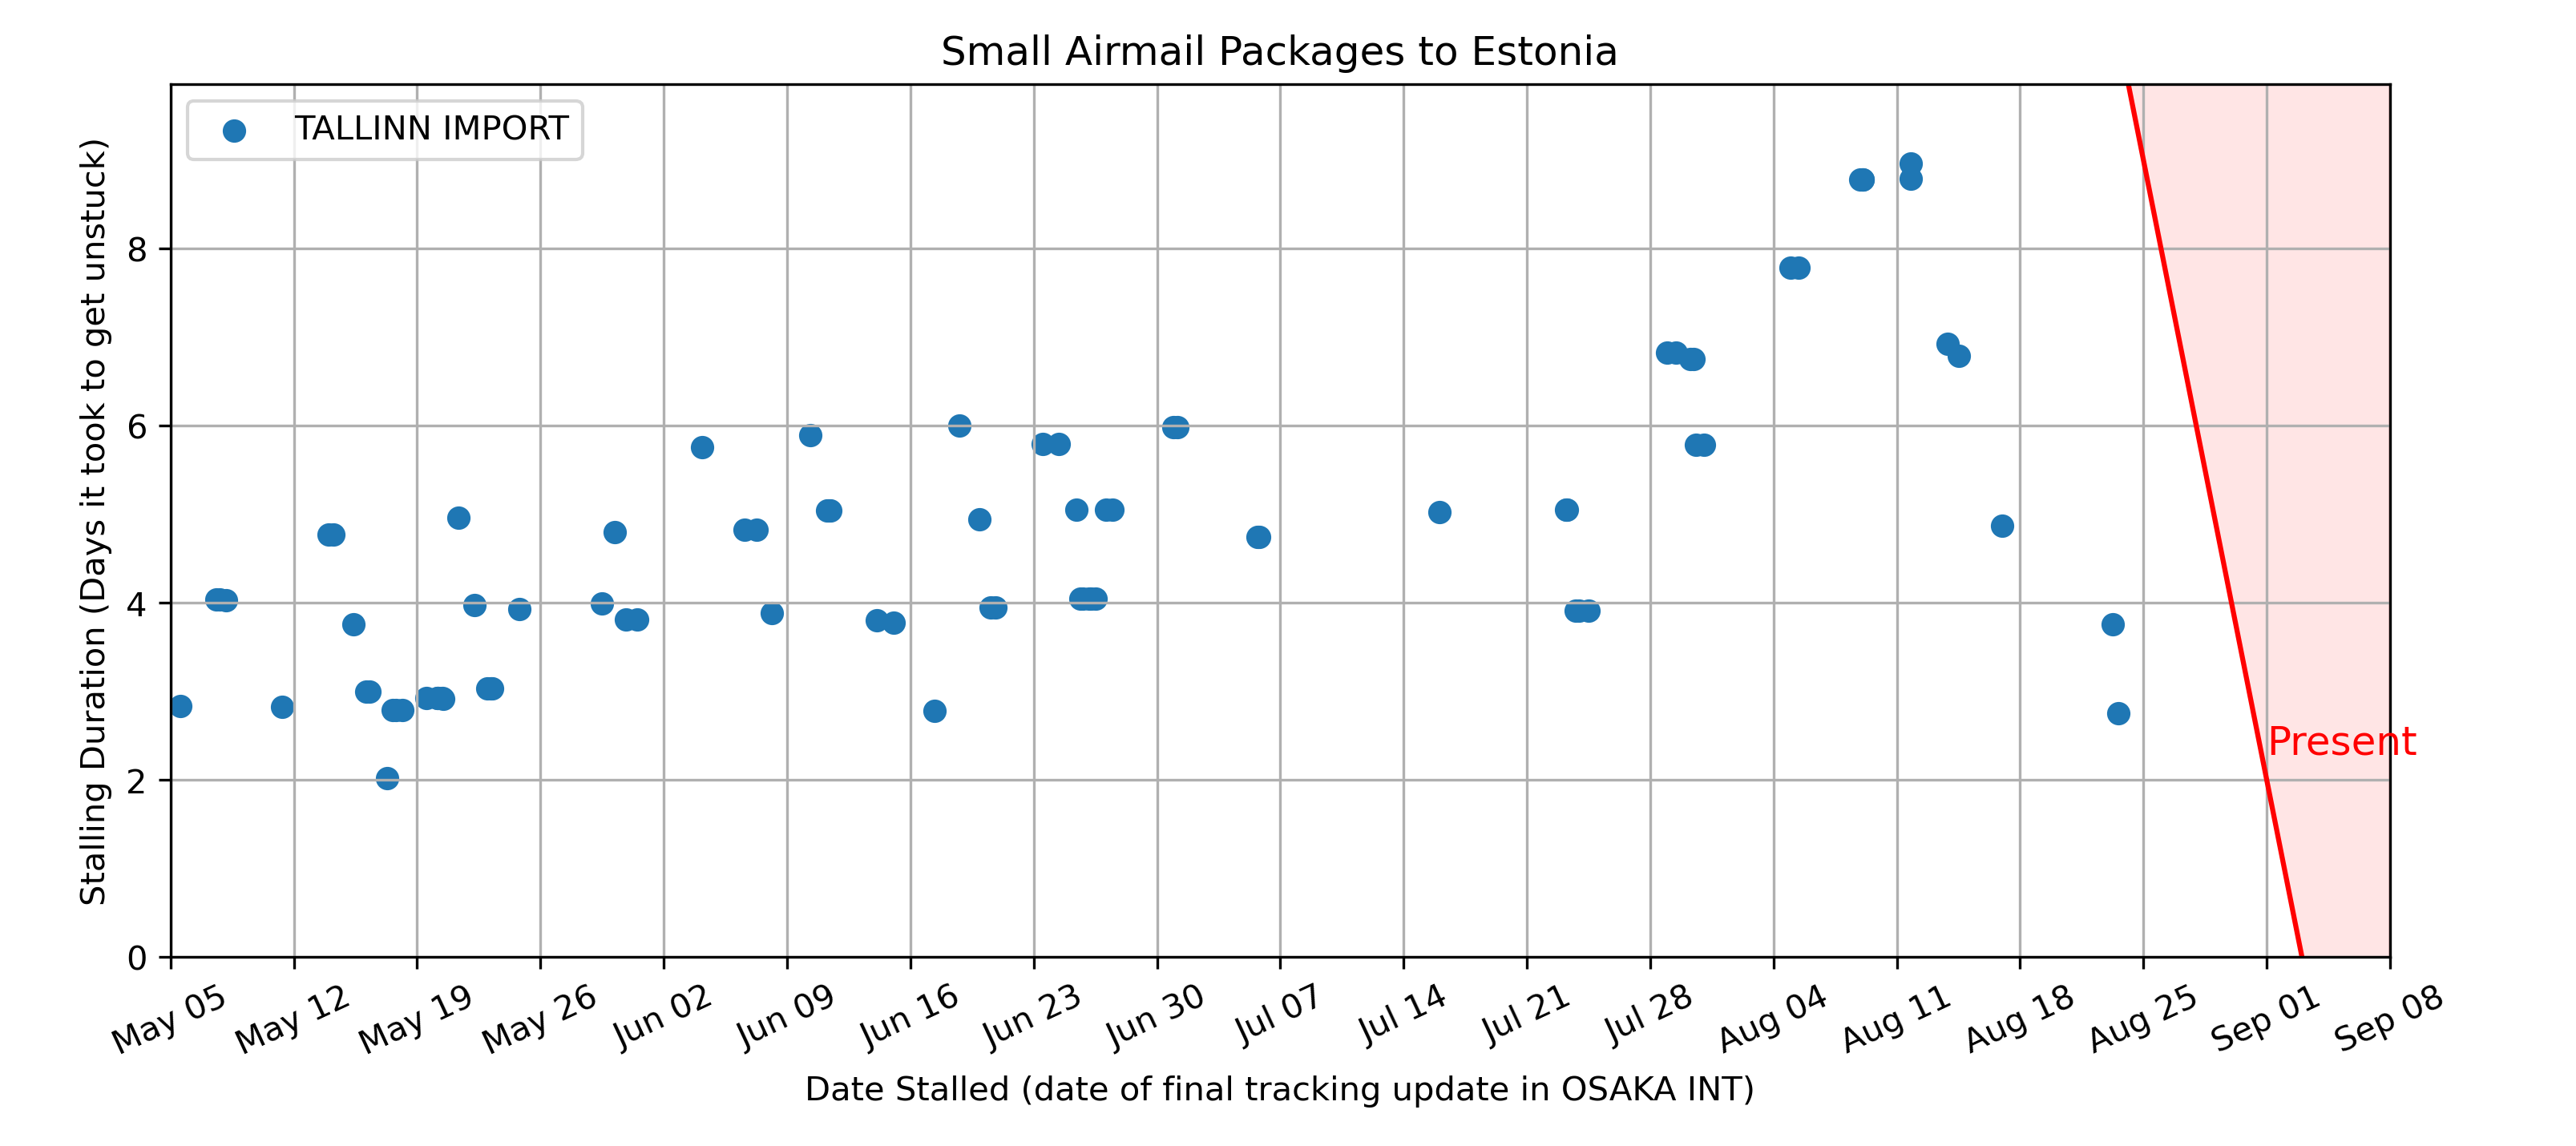 Small Airmail Packages to Estonia
TALLINN IMPORT
Stalling Duration (Days it took to get unstuck)
8
6
4
2
0
Present
May 05
May 12
May 19
May 26
Jun 02
Jun 09
Jun 16
Jun 23
Jun 30
Jul 07
Jul 14
Jul 21
Jul 28
Aug 04
Aug 11
Aug 18
Aug 25
Sep 01
Sep 08
Date Stalled (date of final tracking update in OSAKA INT)